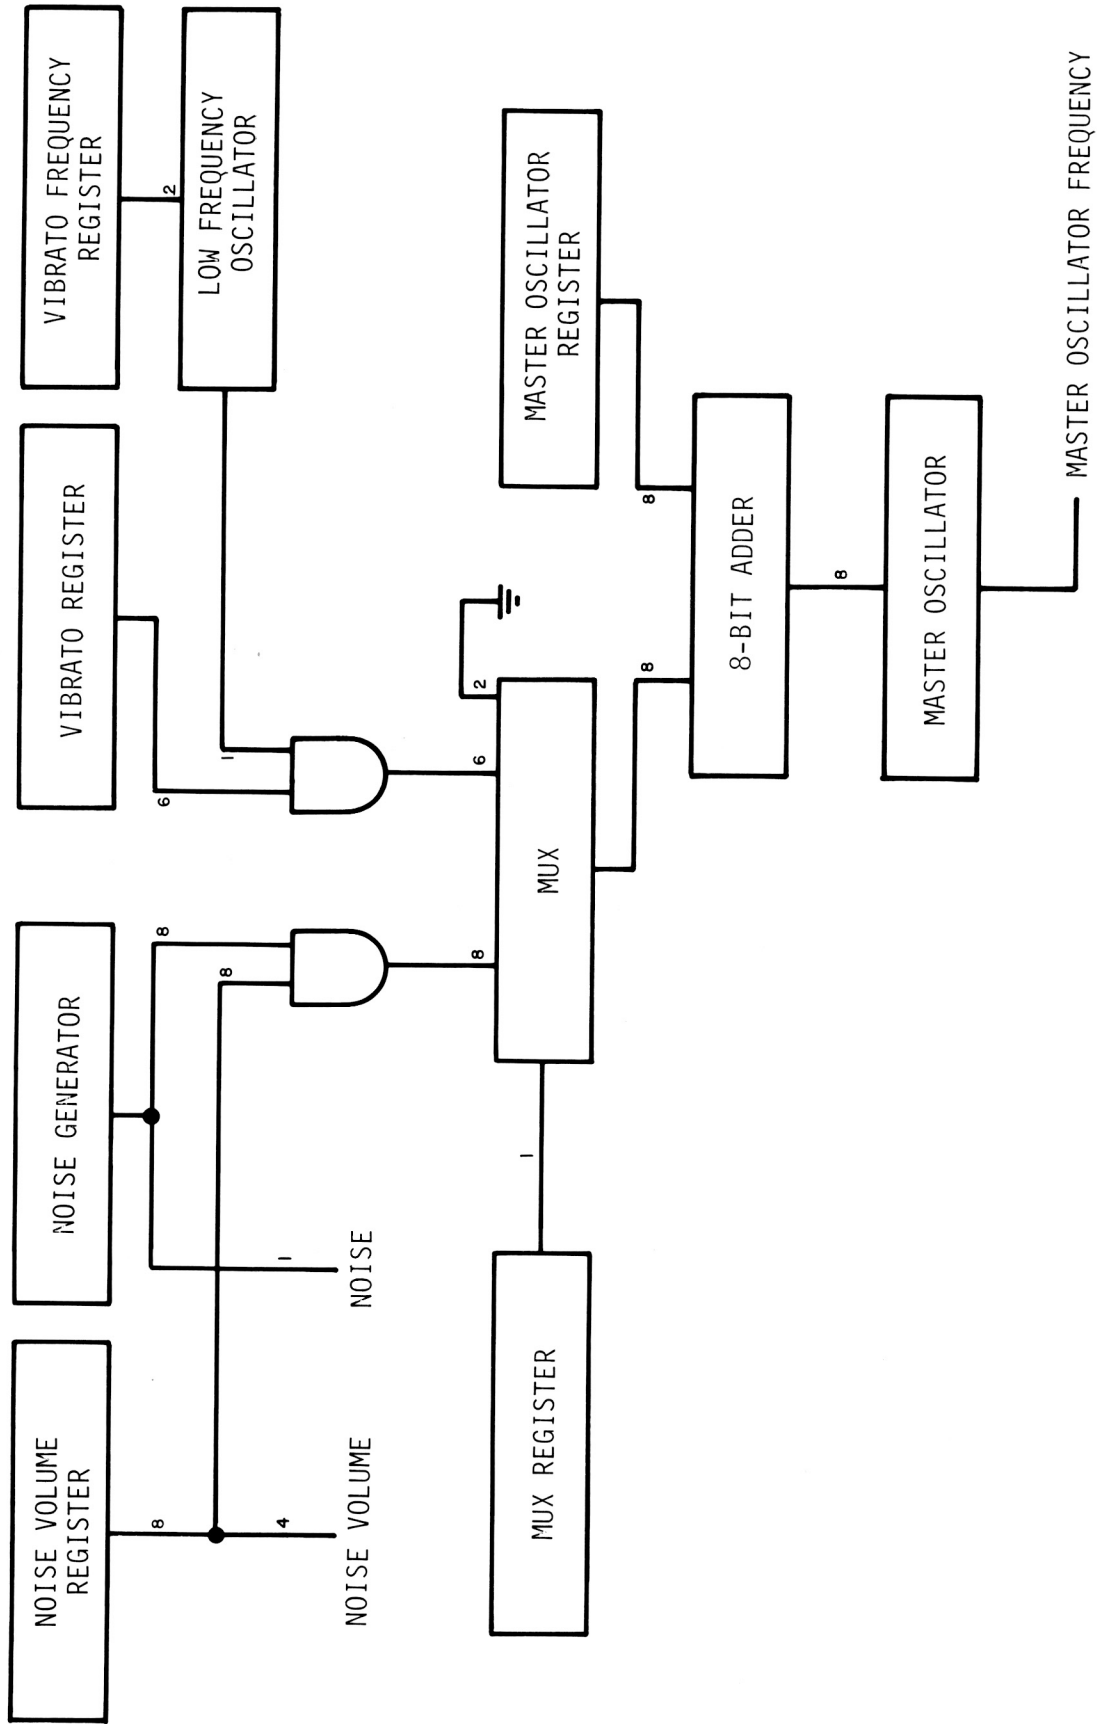 NOISE VOLUME
REGISTER
NOISE GENERATOR
VIBRATO REGISTER
VIBRATO FREQUENCY
REGISTER
8
8
6
2
LOW FREQUENCY
OSCILLATOR
8
1
4
1
NOISE VOLUME
NOISE
8
6
2
MUX REGISTER
1
MUX
MASTER OSCILLATOR
REGISTER
8
8
8-BIT ADDER
8
MASTER OSCILLATOR
MASTER OSCILLATOR FREQUENCY